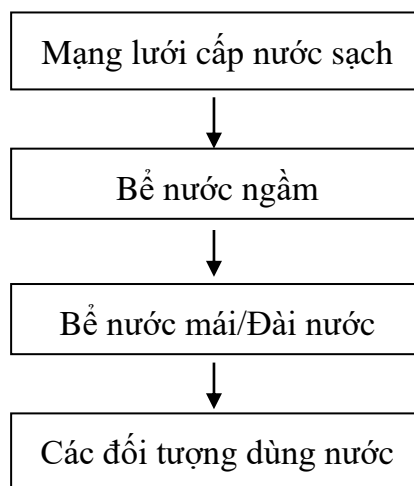 Mạng lưới cấp nước sạch
Bể nước ngầm
Bể nước mái/Đài nước
Các đối tượng dùng nước